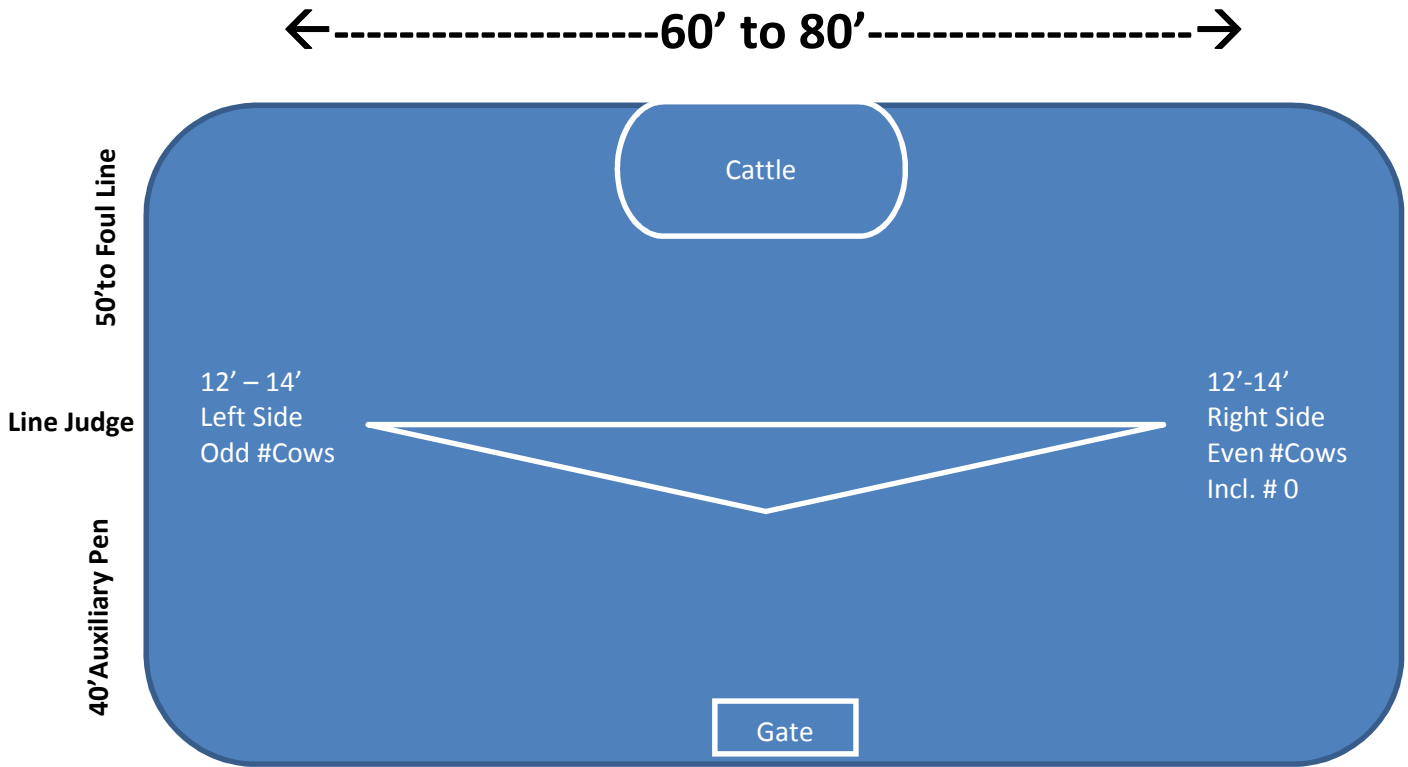 ←--------------------60’ to 80’--------------------→
Cattle
50’to Foul Line
12’ – 14’
Left Side
Odd #Cows
12’-14’
Right Side
Even #Cows
Incl. # 0
Line Judge
40’Auxiliary Pen
Gate